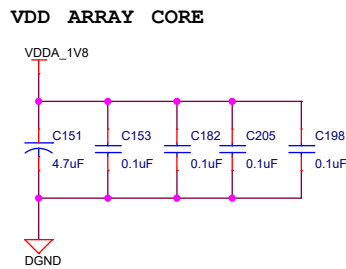 VDD ARRAY CORE
VDDA_1V8
C151 C153 C182 C205 C198
4.7uF 0.1uF 0.1uF 0.1uF 0.1uF
DGND